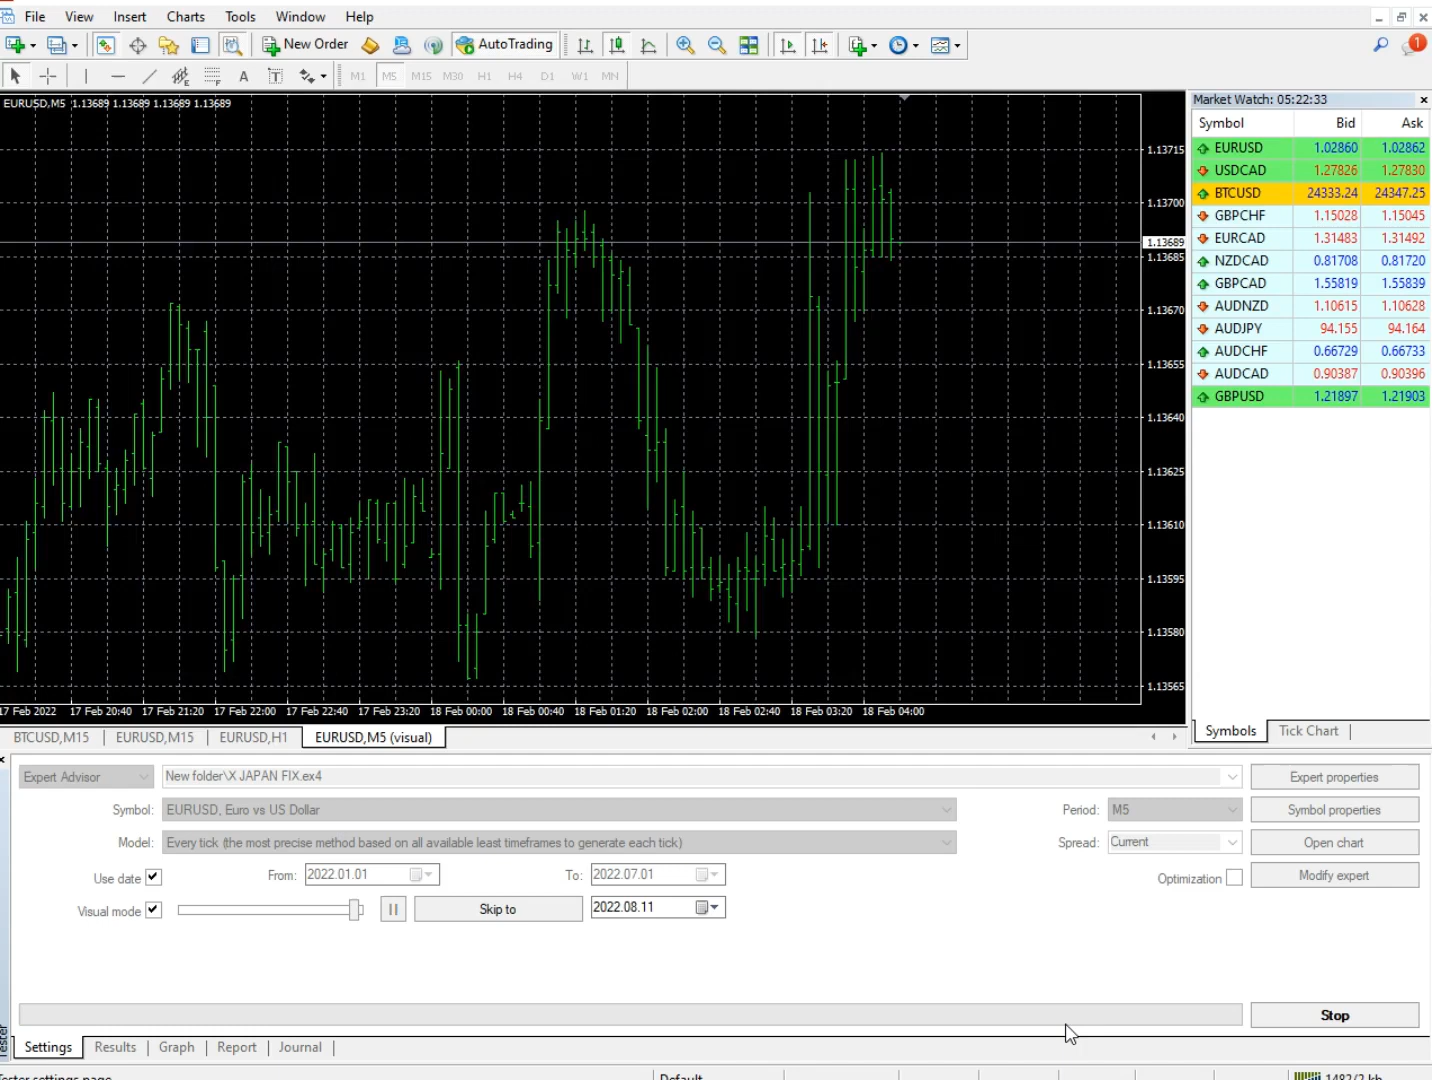 File View Insert Charts Tools Window Help
New Order AutoTrading 1
A T M1 M5 M15 M30 H1 H4 D1 W1 MN
EURUSD,M5 1.13689 1.13689 1.13689 1.13689
1.13715
1.13700
1.13689
1.13685
1.13670
1.13655
1.13640
1.13625
1.13610
1.13595
1.13580
1.13565
17 Feb 2022 17 Feb 20:40 17 Feb 21:20 17 Feb 22:00 17 Feb 22:40 17 Feb 23:20 18 Feb 00:00 18 Feb 00:40 18 Feb 01:20 18 Feb 02:00 18 Feb 02:40 18 Feb 03:20 18 Feb 04:00
Market Watch: 05:22:33
Symbol Bid Ask
EURUSD 1.02860 1.02862
USDCAD 1.27826 1.27830
BTCUSD 24333.24 24347.25
GBPCHF 1.15028 1.15045
EURCAD 1.31483 1.31492
NZDCAD 0.81708 0.81720
GBPCAD 1.55819 1.55839
AUDNZD 1.10615 1.10628
AUDJPY 94.155 94.164
AUDCHF 0.66729 0.66733
AUDCAD 0.90387 0.90396
GBPUSD 1.21897 1.21903
Symbols Tick Chart
BTCUSD,M15 EURUSD,M15 EURUSD,H1 EURUSD,M5 (visual)
Expert Advisor New folder\X JAPAN FIX.ex4 Expert properties
Symbol: EURUSD, Euro vs US Dollar Period: M5 Symbol properties
Model: Every tick (the most precise method based on all available least timeframes to generate each tick) Spread: Current Open chart
Use date From: 2022.01.01 To: 2022.07.01 Optimization Modify expert
Visual mode Skip to 2022.08.11
Stop
Tester
Settings Results Graph Report Journal
Tester settings page Default 1482/2 kb